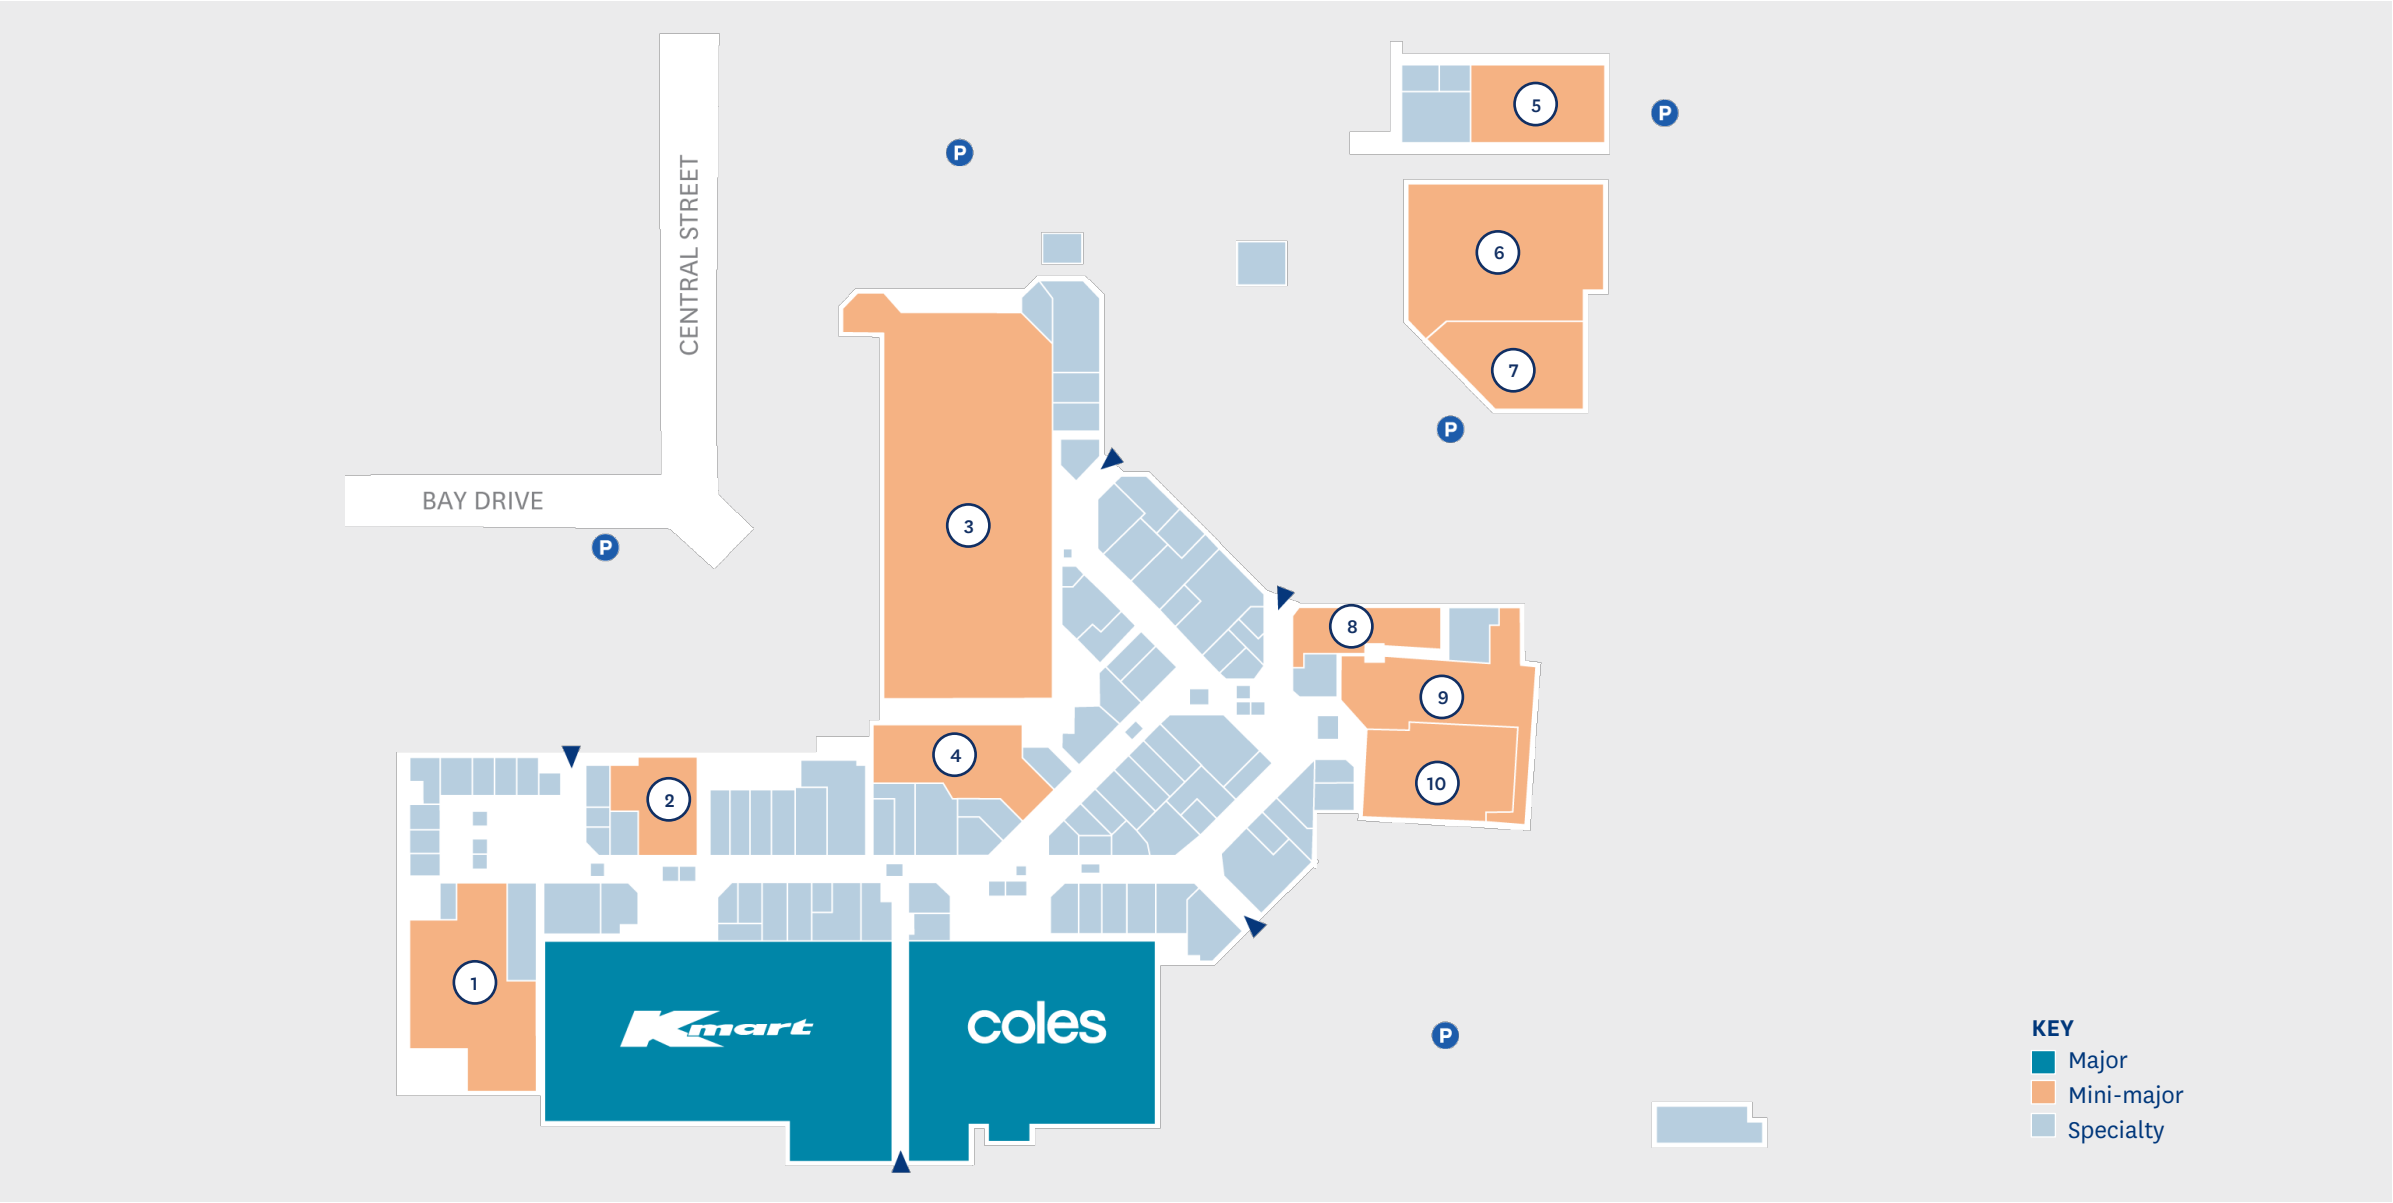 CENTRAL STREET
P
5
P
6
7
P
BAY DRIVE
P
3
8
9
4
10
2
1
Kmart
coles
P
KEY
Major
Mini-major
Specialty